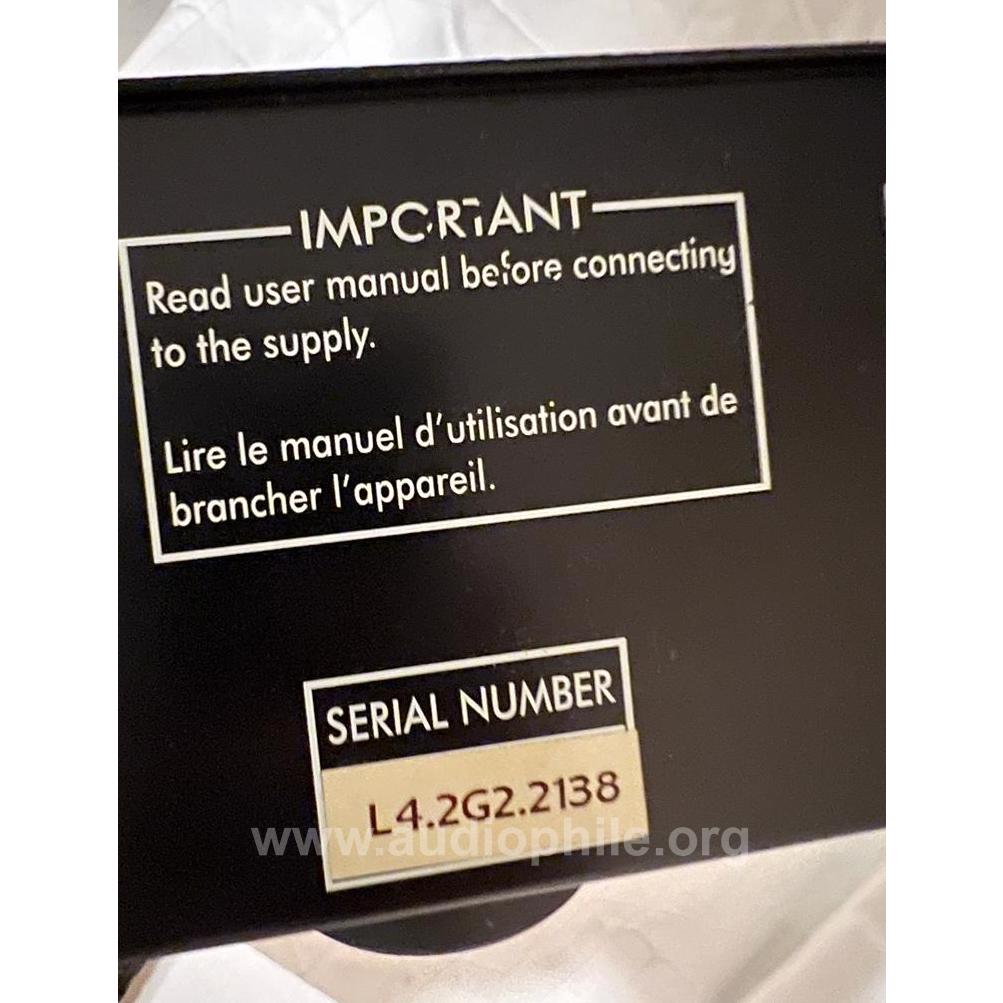 IMPORTANT
Read user manual before connecting
to the supply.
Lire le manuel d'utilisation avant de
brancher l'appareil.
SERIAL NUMBER
L4.2G2.2138
www.audiophile.org